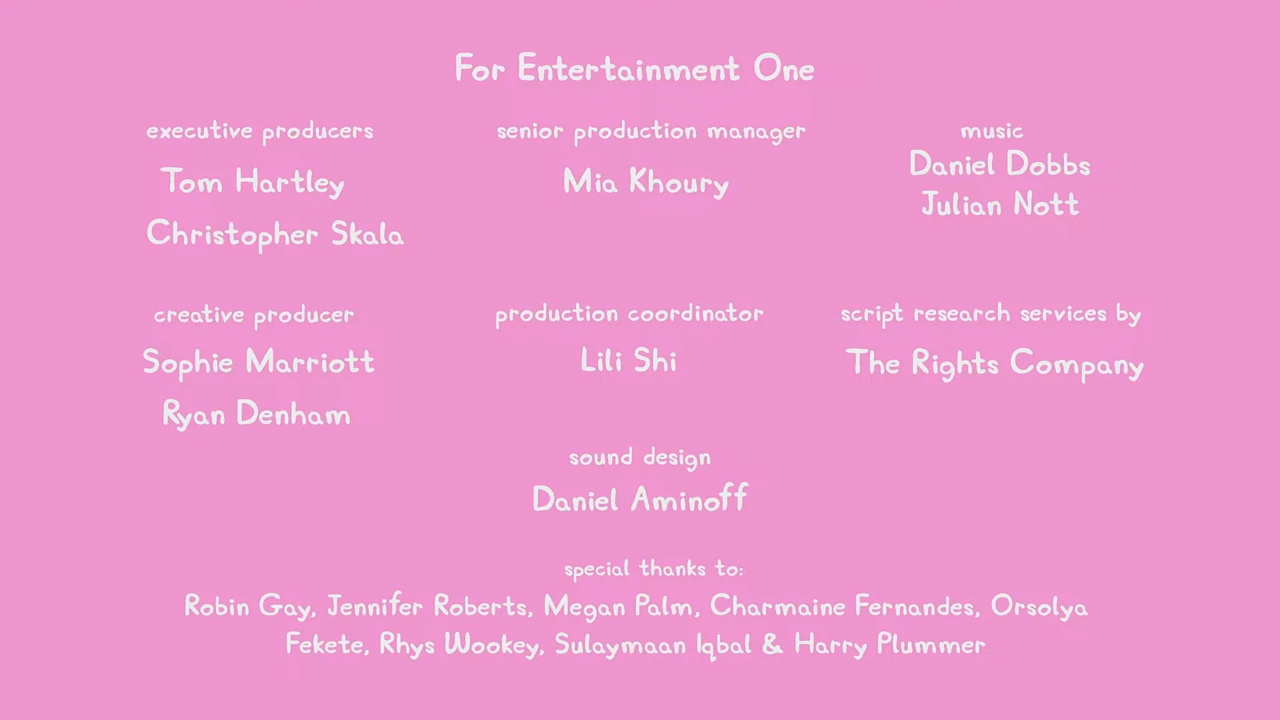 For Entertainment One
executive producers
Tom Hartley
Christopher Skala
senior production manager
Mia Khoury
music
Daniel Dobbs
Julian Nott
creative producer
Sophie Marriott
Ryan Denham
production coordinator
Lili Shi
script research services by
The Rights Company
sound design
Daniel Aminoff
special thanks to:
Robin Gay, Jennifer Roberts, Megan Palm, Charmaine Fernandes, Orsolya
Fekete, Rhys Wookey, Sulaymaan Iqbal & Harry Plummer